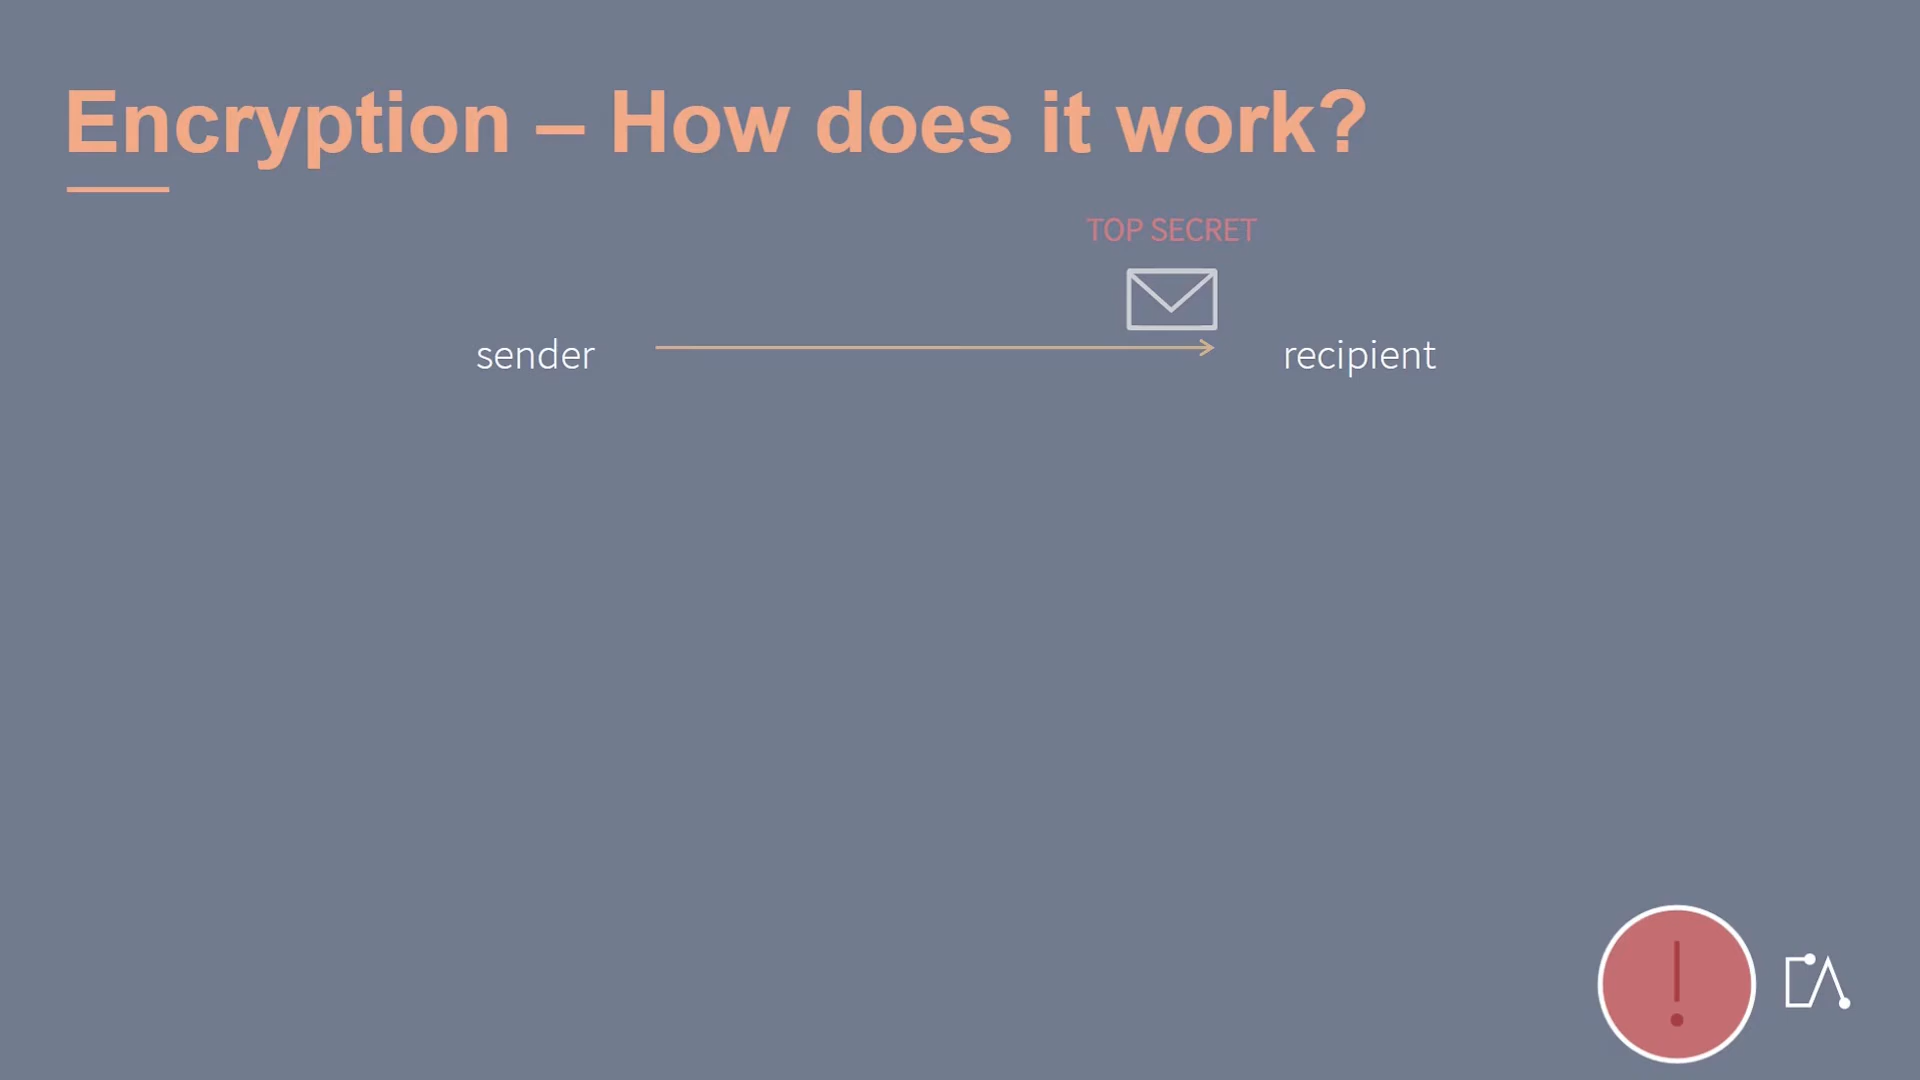 Encryption – How does it work?
TOP SECRET
sender
recipient
!